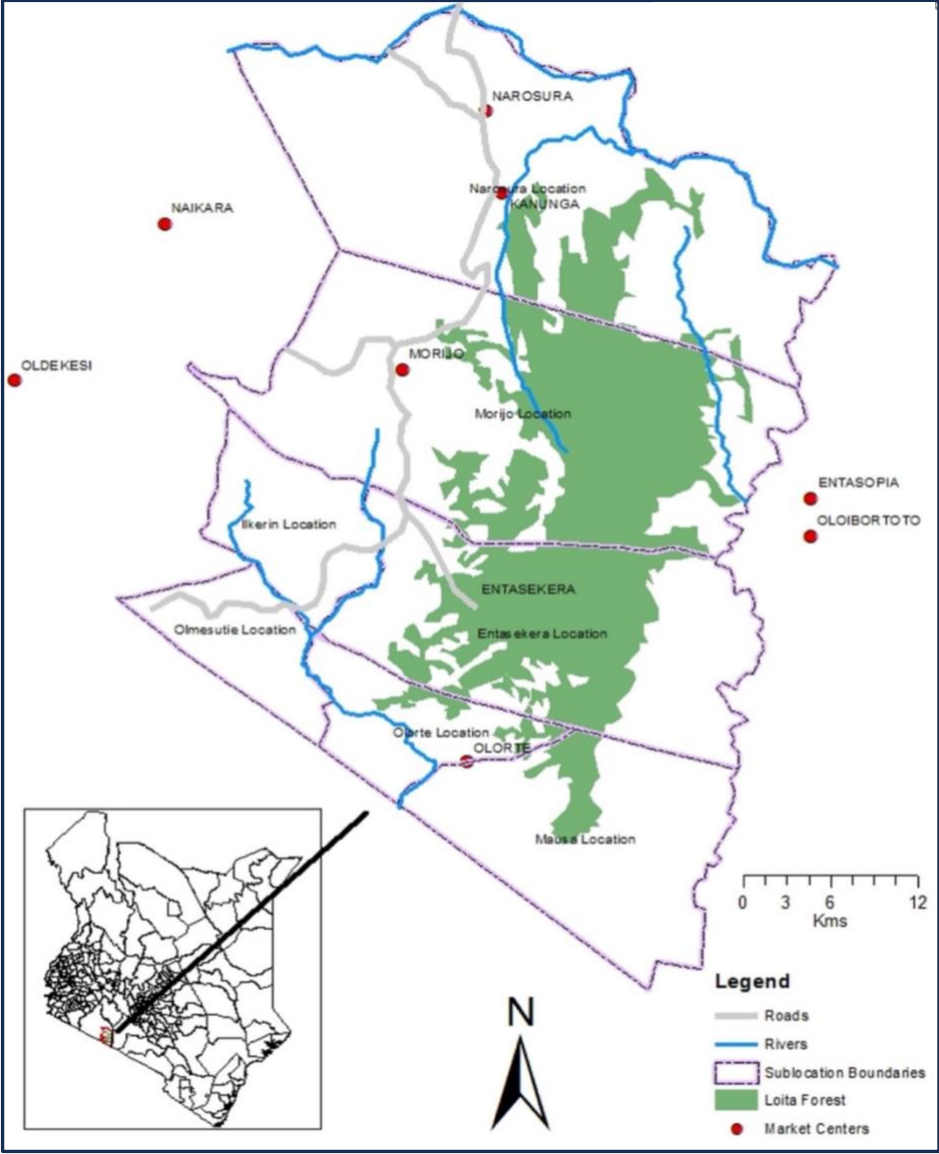 NAROSURA
Narosura Location
KANUNGA
NAIKARA
MORIJO
OLDEKESI
Morijo Location
ENTASOPIA
OLOIBORTOTO
Ilkerin Location
ENTASEKERA
Olmesutie Location
Entasekera Location
Olorte Location
OLORTE
Mausa Location
0 3 6 12
Kms
N
Legend
Roads
Rivers
Sublocation Boundaries
Loita Forest
Market Centers